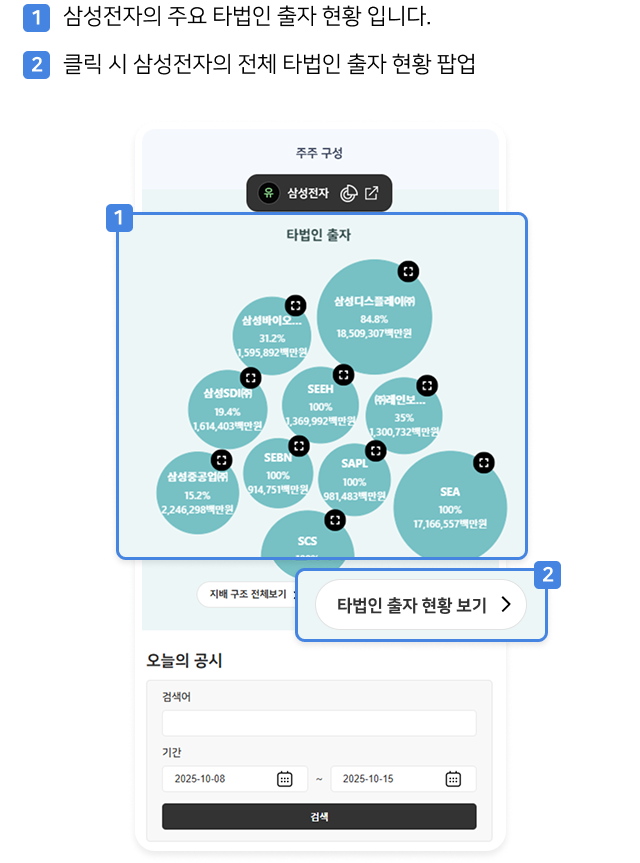 1 삼성전자의 주요 타법인 출자 현황 입니다.
2 클릭 시 삼성전자의 전체 타법인 출자 현황 팝업
주주 구성
유 삼성전자
1
타법인 출자
삼성디스플레이㈜
84.8%
18,509,307백만원
삼성바이오...
31.2%
1,595,892백만원
삼성SDI㈜
19.4%
1,614,403백만원
SEEH
100%
1,369,992백만원
㈜레인보...
35%
1,300,732백만원
삼성중공업㈜
15.2%
2,246,298백만원
SEBN
100%
914,751백만원
SAPL
100%
981,483백만원
SEA
100%
17,166,557백만원
SCS
2
지배 구조 전체보기
타법인 출자 현황 보기
오늘의 공시
검색어
기간
2025-10-08 ~ 2025-10-15
검색